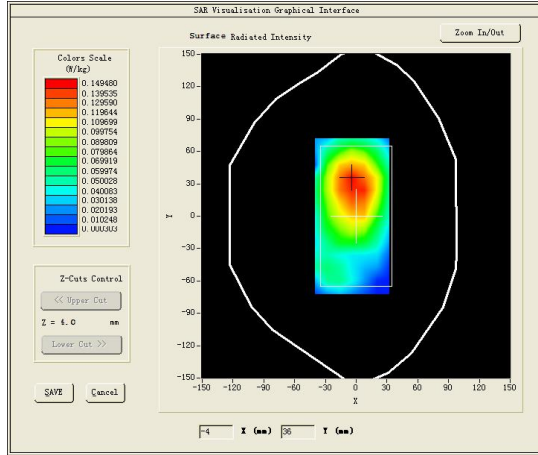 SAR Visualisation Graphical Interface
Surface Radiated Intensity
Zoom In/Out
Colors Scale
(W/kg)
0.149480
0.139535
0.129590
0.119644
0.109699
0.099754
0.089809
0.079864
0.069919
0.059974
0.050028
0.040083
0.030138
0.020193
0.010248
0.000303
Z-Cuts Control
<< Upper Cut
Z = 4.0 mm
Lower Cut >>
SAVE
Cancel
150
120
90
60
30
0
-30
-60
-90
-120
-150
Y
-150 -120 -90 -60 -30 0 30 60 90 120 150
X
-4 X (mm) 36 Y (mm)